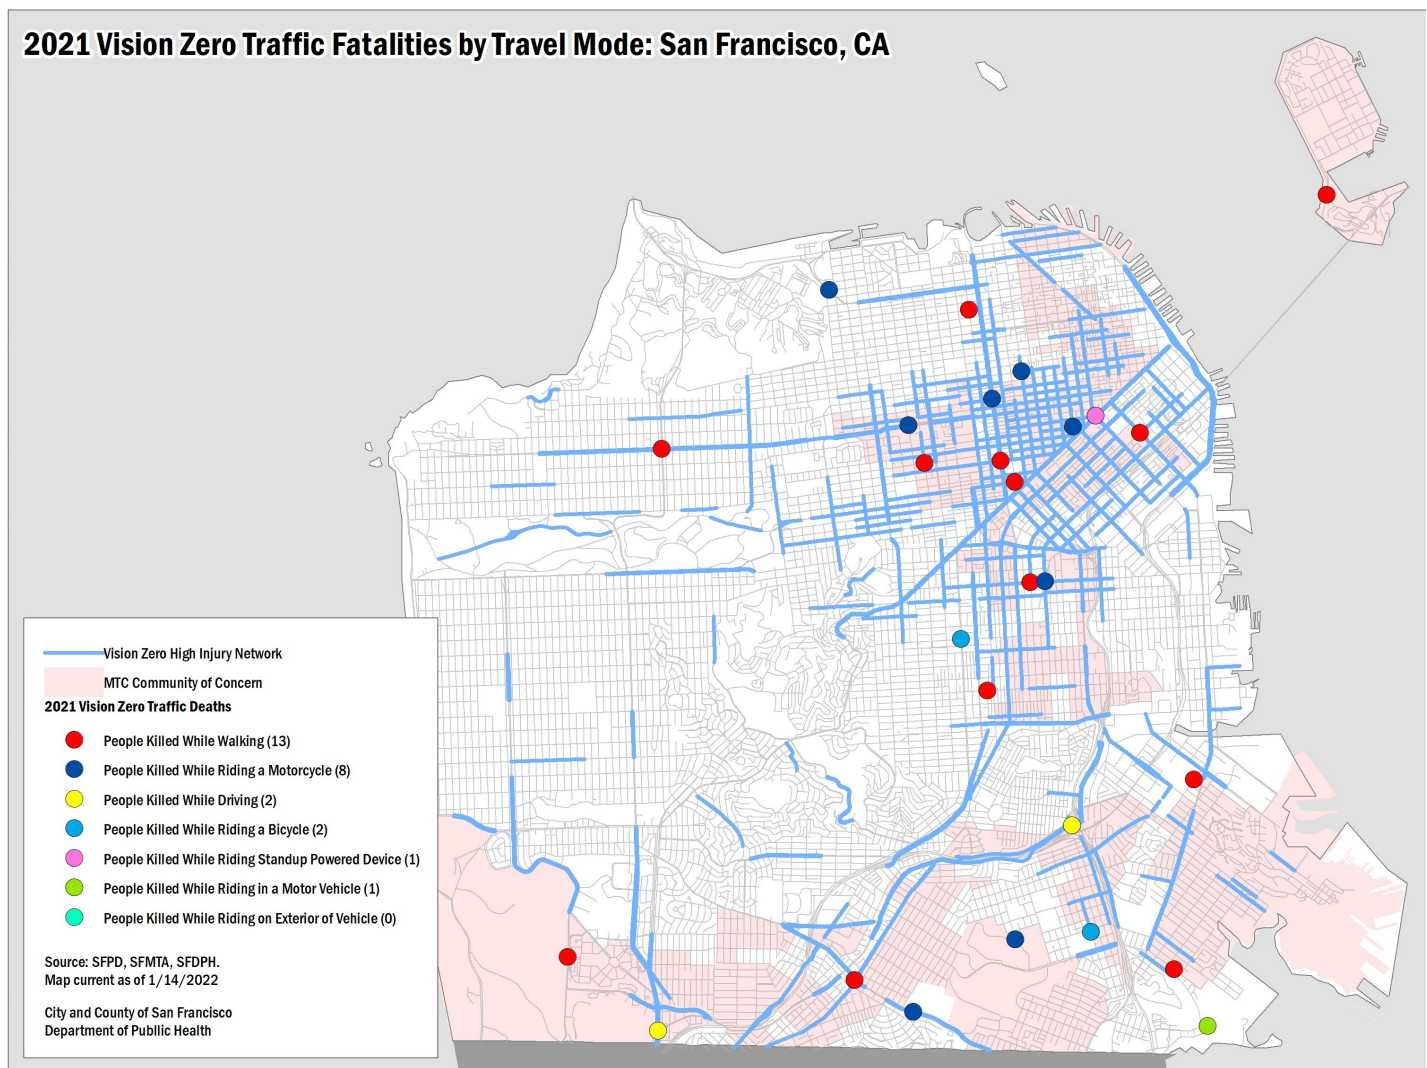 2021 Vision Zero Traffic Fatalities by Travel Mode: San Francisco, CA
Vision Zero High Injury Network
MTC Community of Concern
2021 Vision Zero Traffic Deaths
People Killed While Walking (13)
People Killed While Riding a Motorcycle (8)
People Killed While Driving (2)
People Killed While Riding a Bicycle (2)
People Killed While Riding Standup Powered Device (1)
People Killed While Riding in a Motor Vehicle (1)
People Killed While Riding on Exterior of Vehicle (0)
Source: SFPD, SFMTA, SFDPH.
Map current as of 1/14/2022
City and County of San Francisco
Department of Public Health